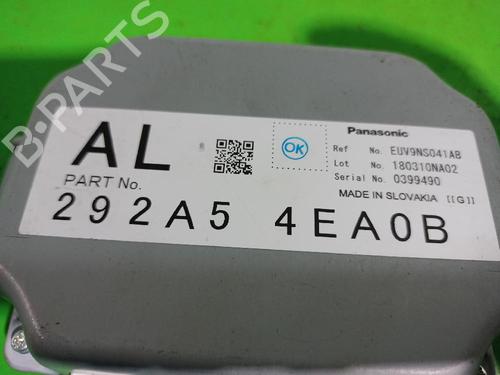 B-PARTS
AL
PART No.
292A5 4EA0B
OK
Panasonic
Ref No. EUV9NS041AB
Lot No. 180310NA02
Serial No. 0399490
MADE IN SLOVAKIA [[G]]